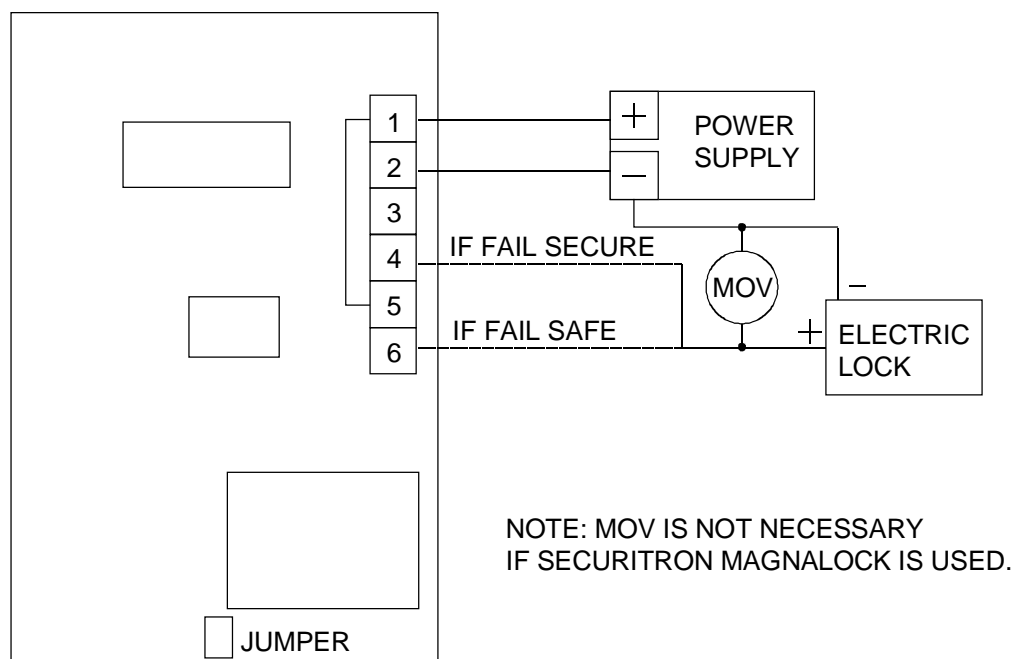 1
2
3
4
5
6
+
−
POWER
SUPPLY
IF FAIL SECURE
IF FAIL SAFE
MOV
−
+
ELECTRIC
LOCK
NOTE: MOV IS NOT NECESSARY
IF SECURITRON MAGNALOCK IS USED.
JUMPER